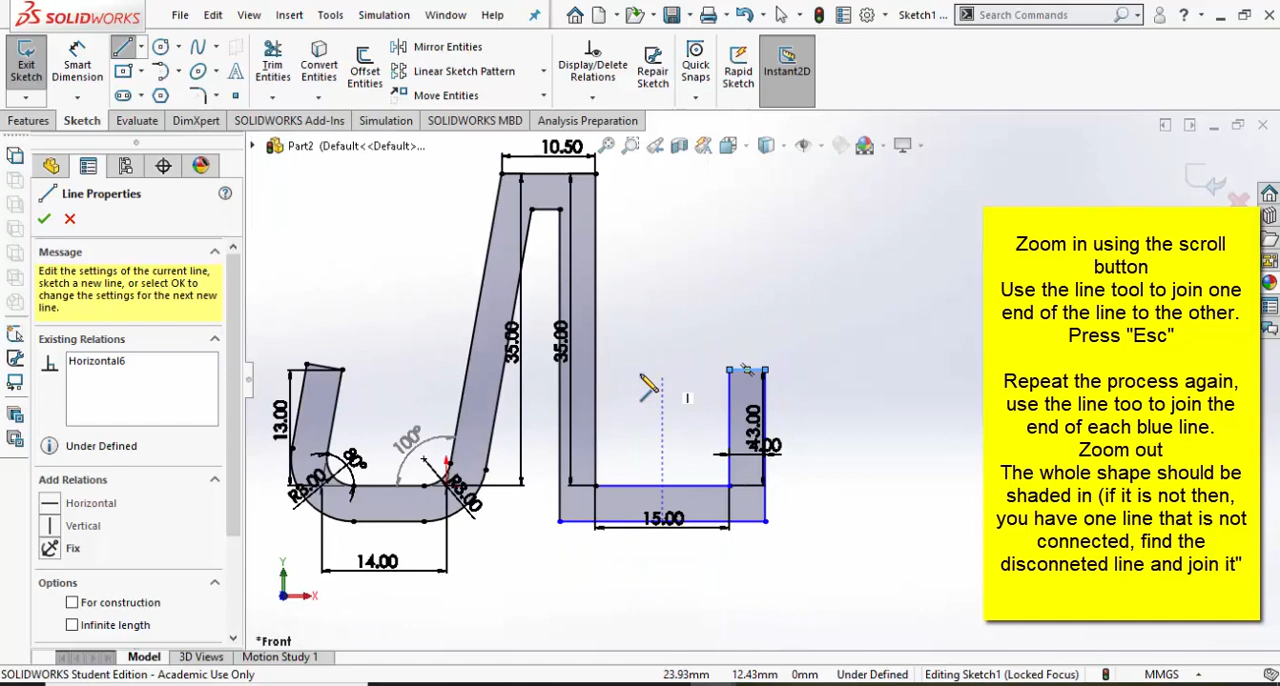 SOLIDWORKS
File
Edit
View
Insert
Tools
Simulation
Window
Help
Sketch1 ...
Search Commands
Exit
Sketch
Smart
Dimension
Trim
Entities
Convert
Entities
Offset
Entities
Mirror Entities
Linear Sketch Pattern
Move Entities
Display/Delete
Relations
Repair
Sketch
Quick
Snaps
Rapid
Sketch
Instant2D
Features
Sketch
Evaluate
DimXpert
SOLIDWORKS Add-Ins
Simulation
SOLIDWORKS MBD
Analysis Preparation
Part2 (Default<<Default>...
Line Properties
Message
Edit the settings of the current line,
sketch a new line, or select OK to
change the settings for the next new
line.
Existing Relations
Horizontal6
Under Defined
Add Relations
Horizontal
Vertical
Fix
Options
For construction
Infinite length
10.50
35.00
35.00
13.00
R3.00
100°
R3.00
14.00
15.00
4.00
Y
X
*Front
Zoom in using the scroll
button
Use the line tool to join one
end of the line to the other.
Press "Esc"
Repeat the process again,
use the line too to join the
end of each blue line.
Zoom out
The whole shape should be
shaded in (if it is not then,
you have one line that is not
connected, find the
disconneted line and join it"
Model
3D Views
Motion Study 1
SOLIDWORKS Student Edition - Academic Use Only
23.93mm
12.43mm
0mm
Under Defined
Editing Sketch1 (Locked Focus)
MMGS